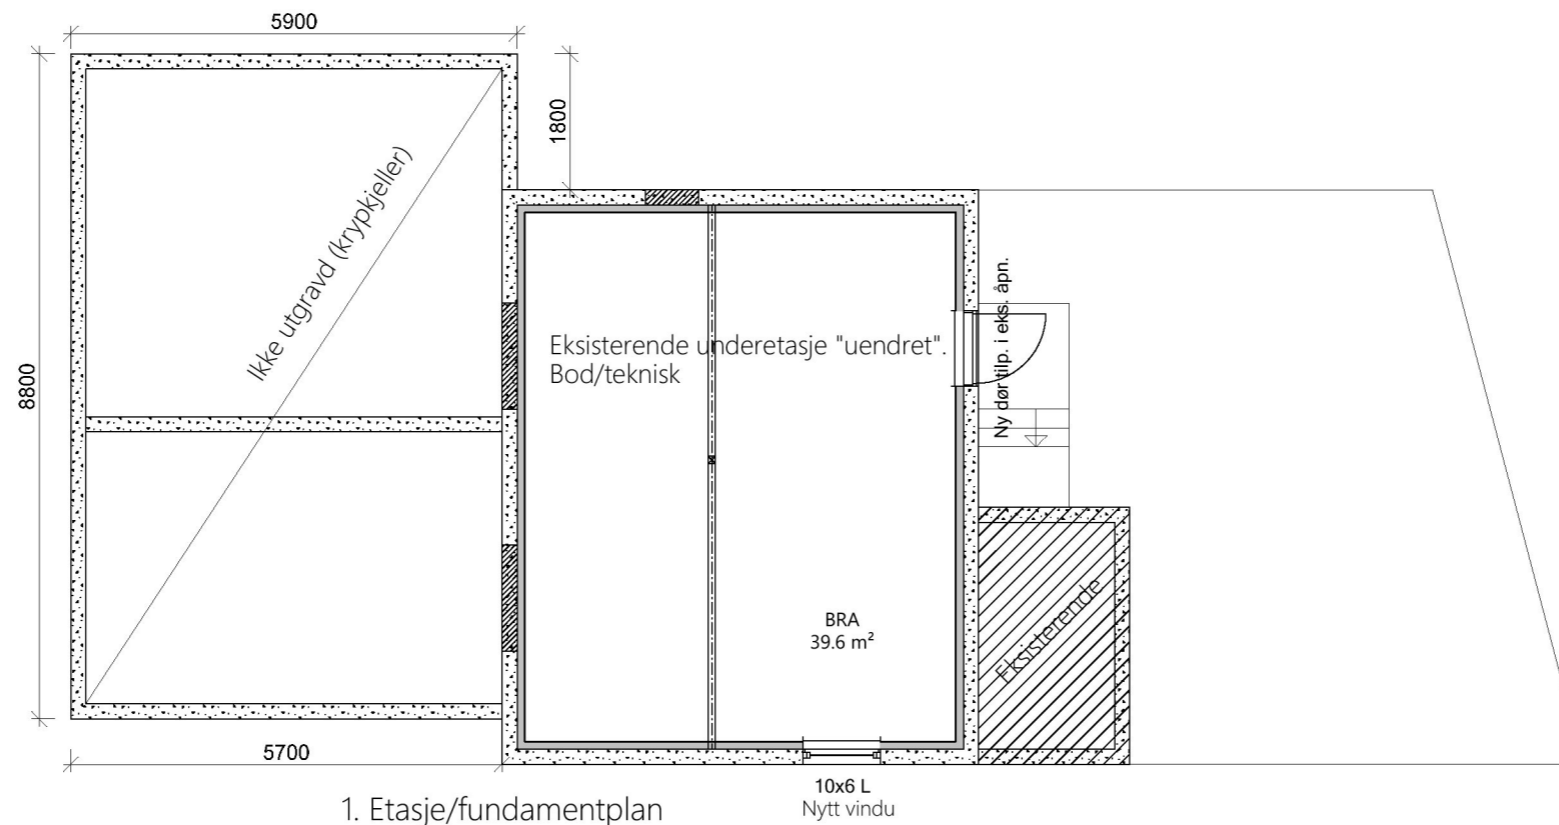 5900
1800
8800
Ikke utgravd (krypkjeller)
Eksisterende underetasje "uendret".
Bod/teknisk
Ny dør tilp. i eks. åpn.
BRA
39.6 m²
Eksisterende
5700
10x6 L
Nytt vindu
1. Etasje/fundamentplan